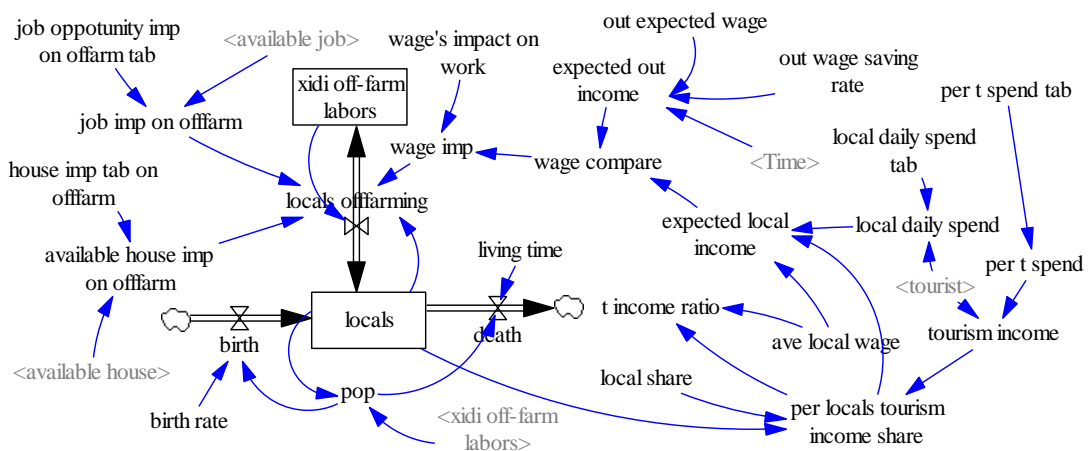 job oppotunity imp
on offarm tab
<available job>
wage's impact on
work
out expected wage
xidi off-farm
labors
expected out
income
out wage saving
rate
per t spend tab
job imp on offfarm
local daily spend
tab
wage imp
wage compare
<Time>
house imp tab on
offfarm
locals offfarming
expected local
income
local daily spend
available house imp
on offfarm
living time
per t spend
<tourist>
locals
t income ratio
birth
death
ave local wage
tourism income
<available house>
local share
pop
birth rate
<xidi off-farm
labors>
per locals tourism
income share